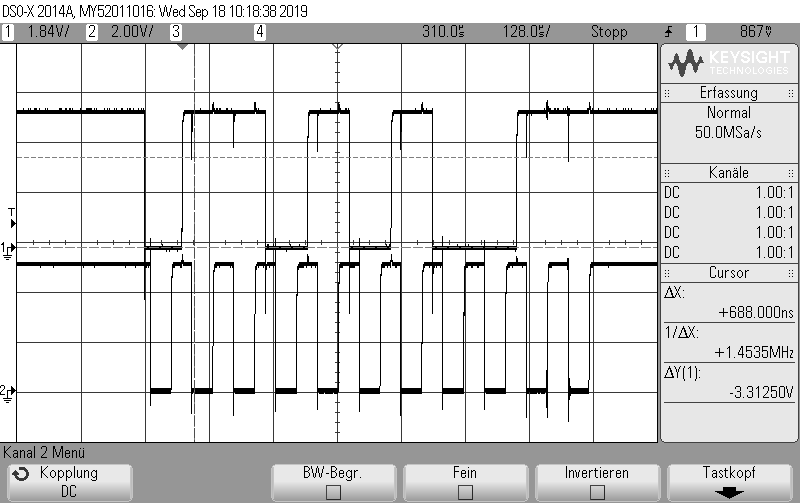 DSO-X 2014A, MY52011016: Wed Sep 18 10:18:38 2019
1 1.84V/ 2 2.00V/ 3 4 310.0s 128.0s/ Stopp 1 867
KEYSIGHT
TECHNOLOGIES
Erfassung
Normal
50.0MSa/s
Kanäle
DC 1.00:1
DC 1.00:1
DC 1.00:1
DC 1.00:1
Cursor
ΔX:
+688.000ns
1/ΔX:
+1.4535MHz
ΔY(1):
-3.31250V
T
1
2
Kanal 2 Menü
Kopplung
DC
BW-Begr.
Fein
Invertieren
Tastkopf